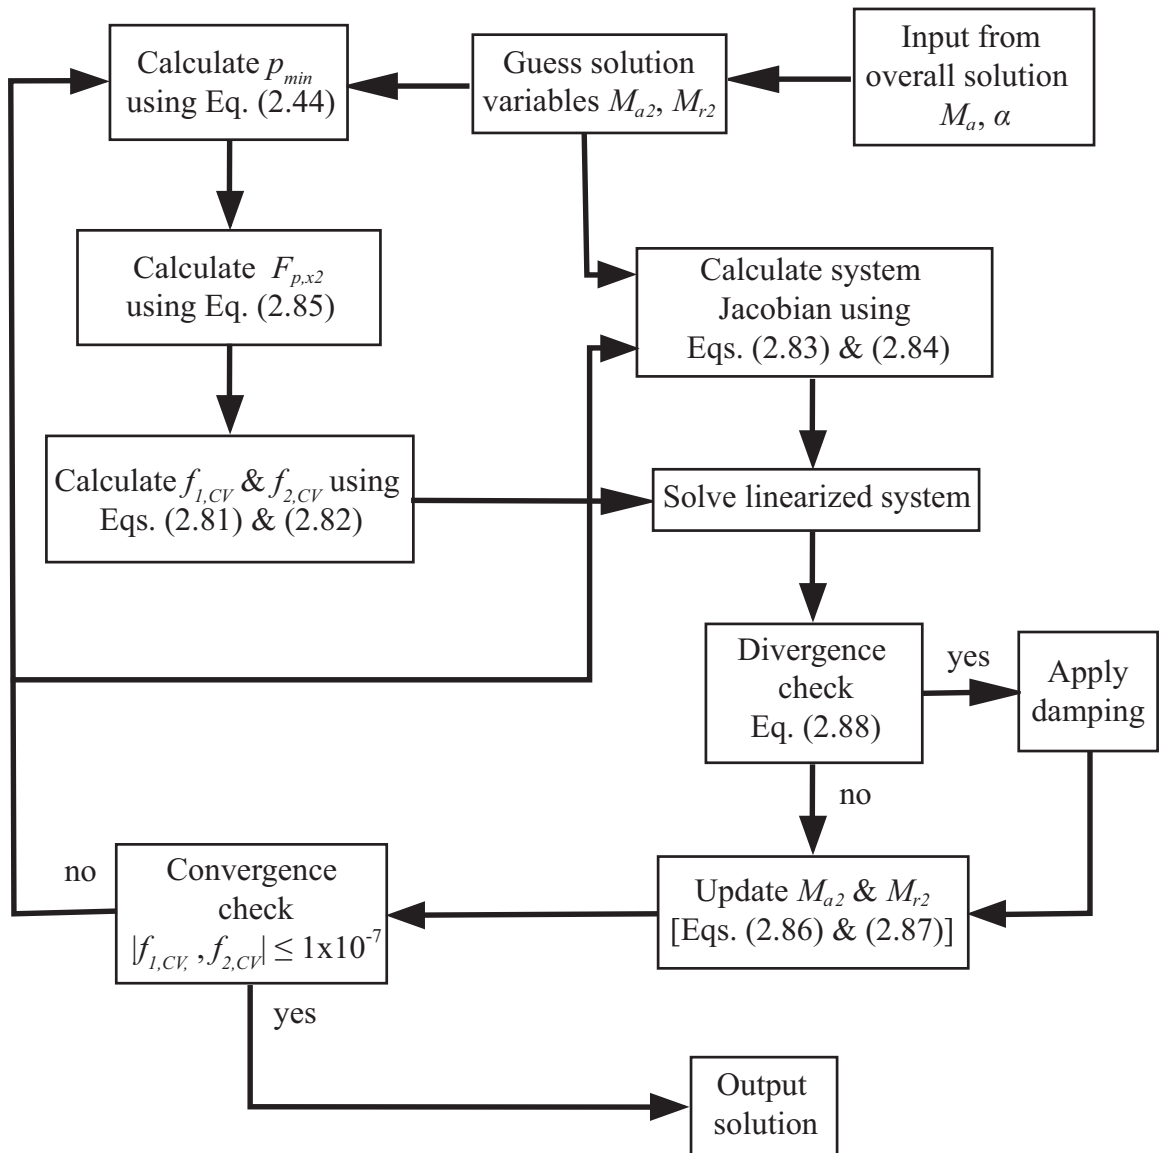 Calculate p_min
using Eq. (2.44)
Guess solution
variables M_a2, M_r2
Input from
overall solution
M_a, α
Calculate F_p,x2
using Eq. (2.85)
Calculate system
Jacobian using
Eqs. (2.83) & (2.84)
Calculate f_1,CV & f_2,CV using
Eqs. (2.81) & (2.82)
Solve linearized system
Divergence
check
Eq. (2.88)
yes
Apply
damping
no
Update M_a2 & M_r2
[Eqs. (2.86) & (2.87)]
no
Convergence
check
|f_1,CV, , f_2,CV| ≤ 1x10^-7
yes
Output
solution